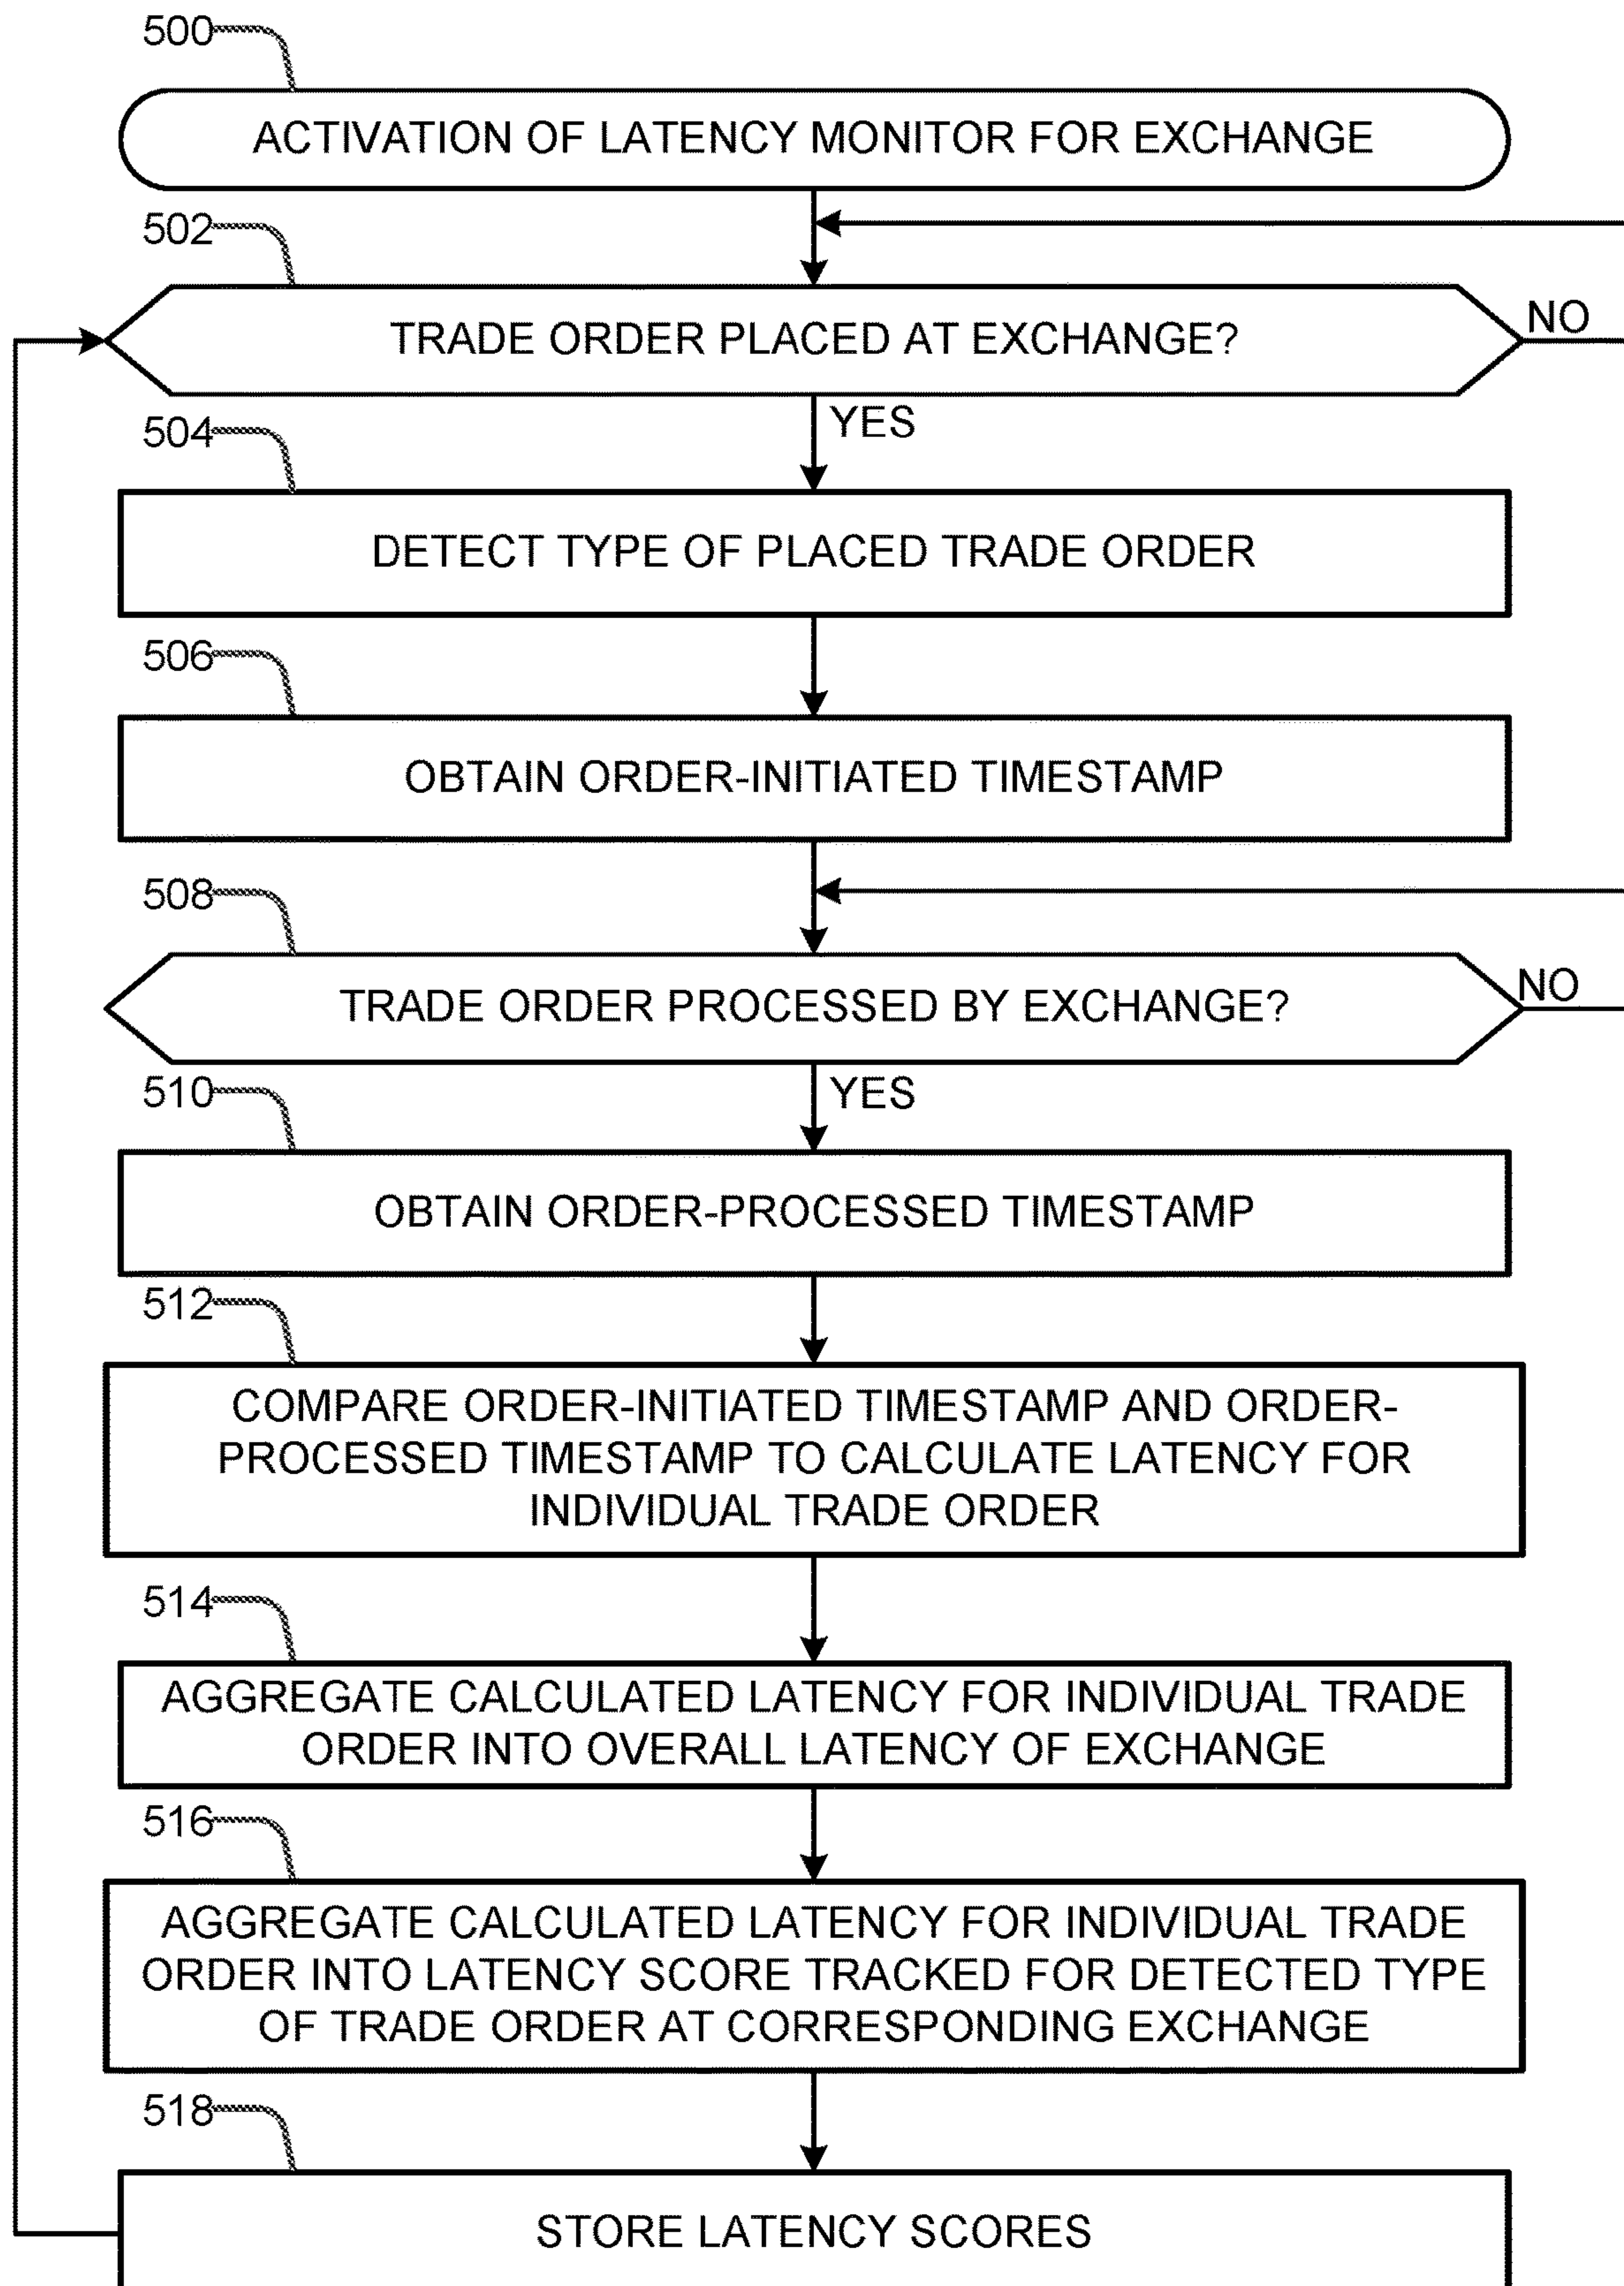 500
ACTIVATION OF LATENCY MONITOR FOR EXCHANGE
502
TRADE ORDER PLACED AT EXCHANGE?
NO
YES
504
DETECT TYPE OF PLACED TRADE ORDER
506
OBTAIN ORDER-INITIATED TIMESTAMP
508
TRADE ORDER PROCESSED BY EXCHANGE?
NO
YES
510
OBTAIN ORDER-PROCESSED TIMESTAMP
512
COMPARE ORDER-INITIATED TIMESTAMP AND ORDER-
PROCESSED TIMESTAMP TO CALCULATE LATENCY FOR
INDIVIDUAL TRADE ORDER
514
AGGREGATE CALCULATED LATENCY FOR INDIVIDUAL TRADE
ORDER INTO OVERALL LATENCY OF EXCHANGE
516
AGGREGATE CALCULATED LATENCY FOR INDIVIDUAL TRADE
ORDER INTO LATENCY SCORE TRACKED FOR DETECTED TYPE
OF TRADE ORDER AT CORRESPONDING EXCHANGE
518
STORE LATENCY SCORES